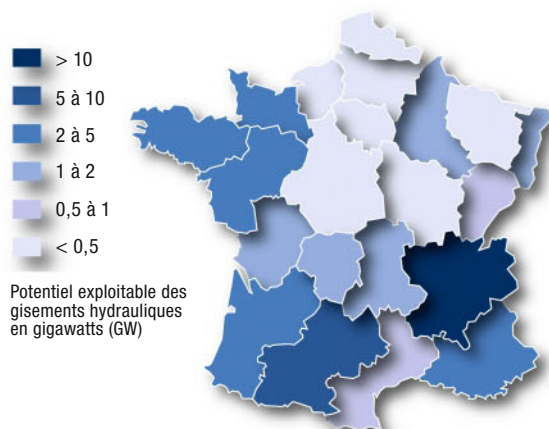 > 10
5 à 10
2 à 5
1 à 2
0,5 à 1
< 0,5
Potentiel exploitable des
gisements hydrauliques
en gigawatts (GW)